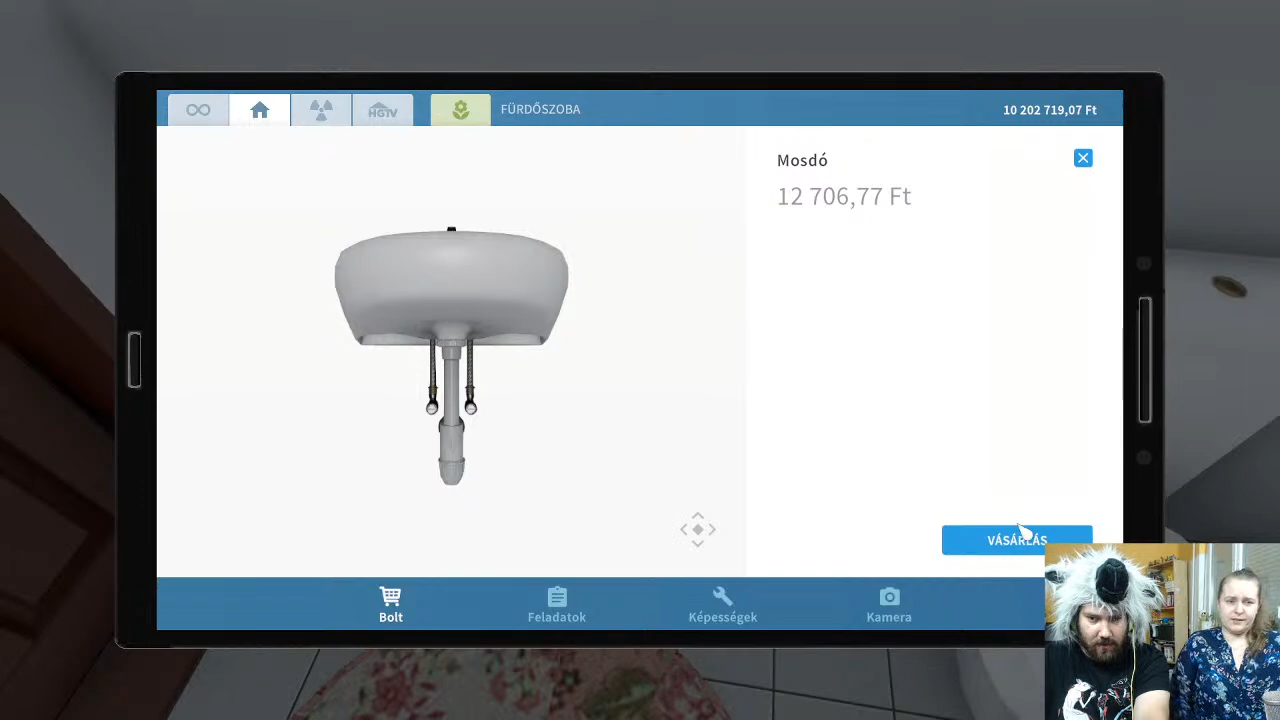 HGTV
FÜRDŐSZOBA
10 202 719,07 Ft
Mosdó
12 706,77 Ft
VÁSÁRLÁS
Bolt
Feladatok
Képességek
Kamera